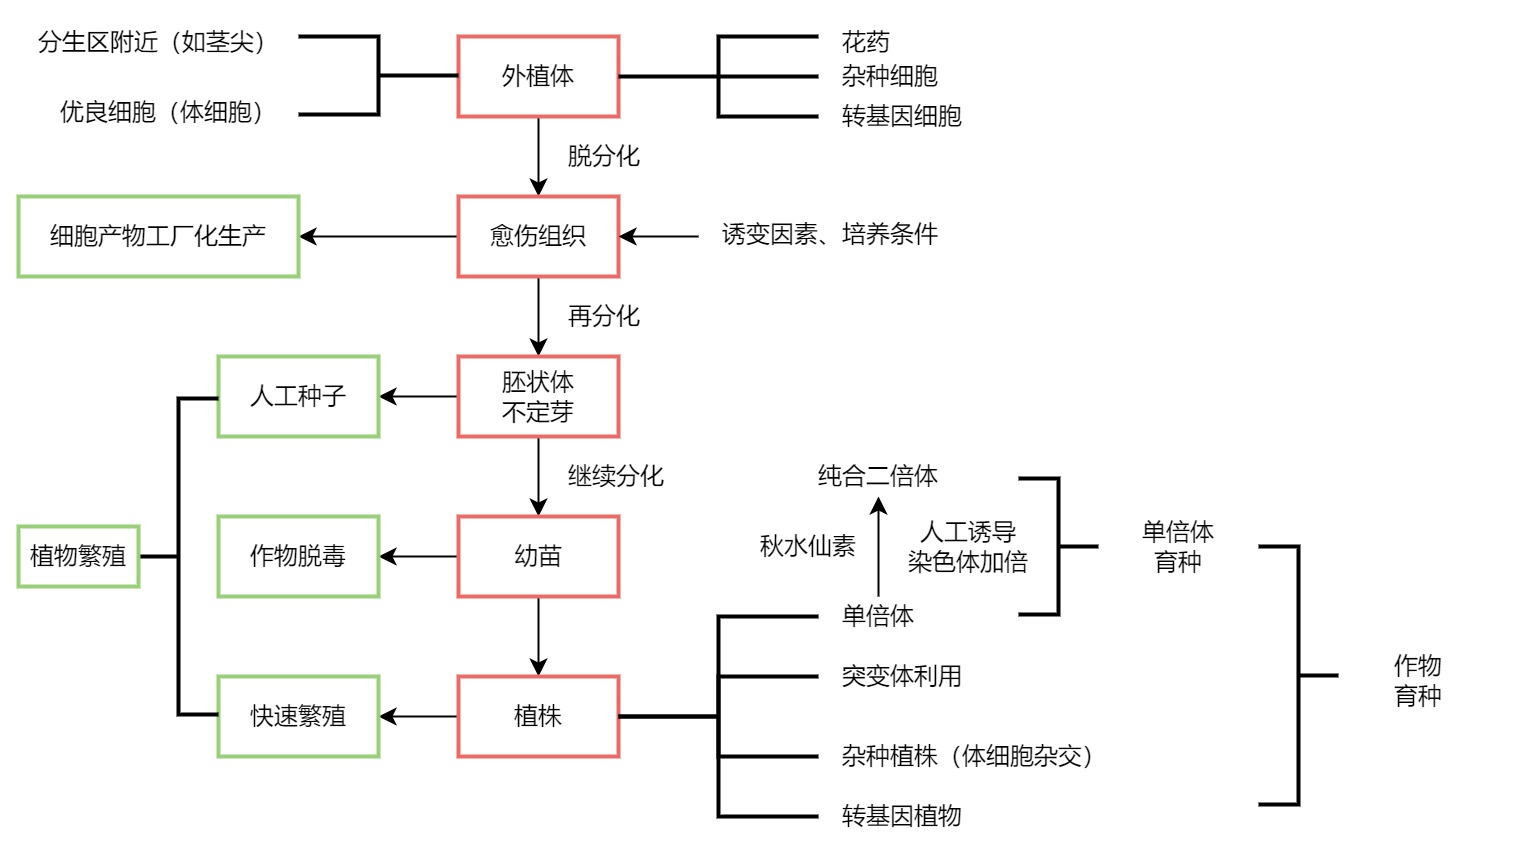 分生区附近（如茎尖）
优良细胞（体细胞）
外植体
花药
杂种细胞
转基因细胞
脱分化
细胞产物工厂化生产
愈伤组织
诱变因素、培养条件
再分化
人工种子
胚状体
不定芽
继续分化
植物繁殖
作物脱毒
幼苗
快速繁殖
植株
纯合二倍体
秋水仙素
人工诱导
染色体加倍
单倍体
突变体利用
杂种植株（体细胞杂交）
转基因植物
单倍体
育种
作物
育种